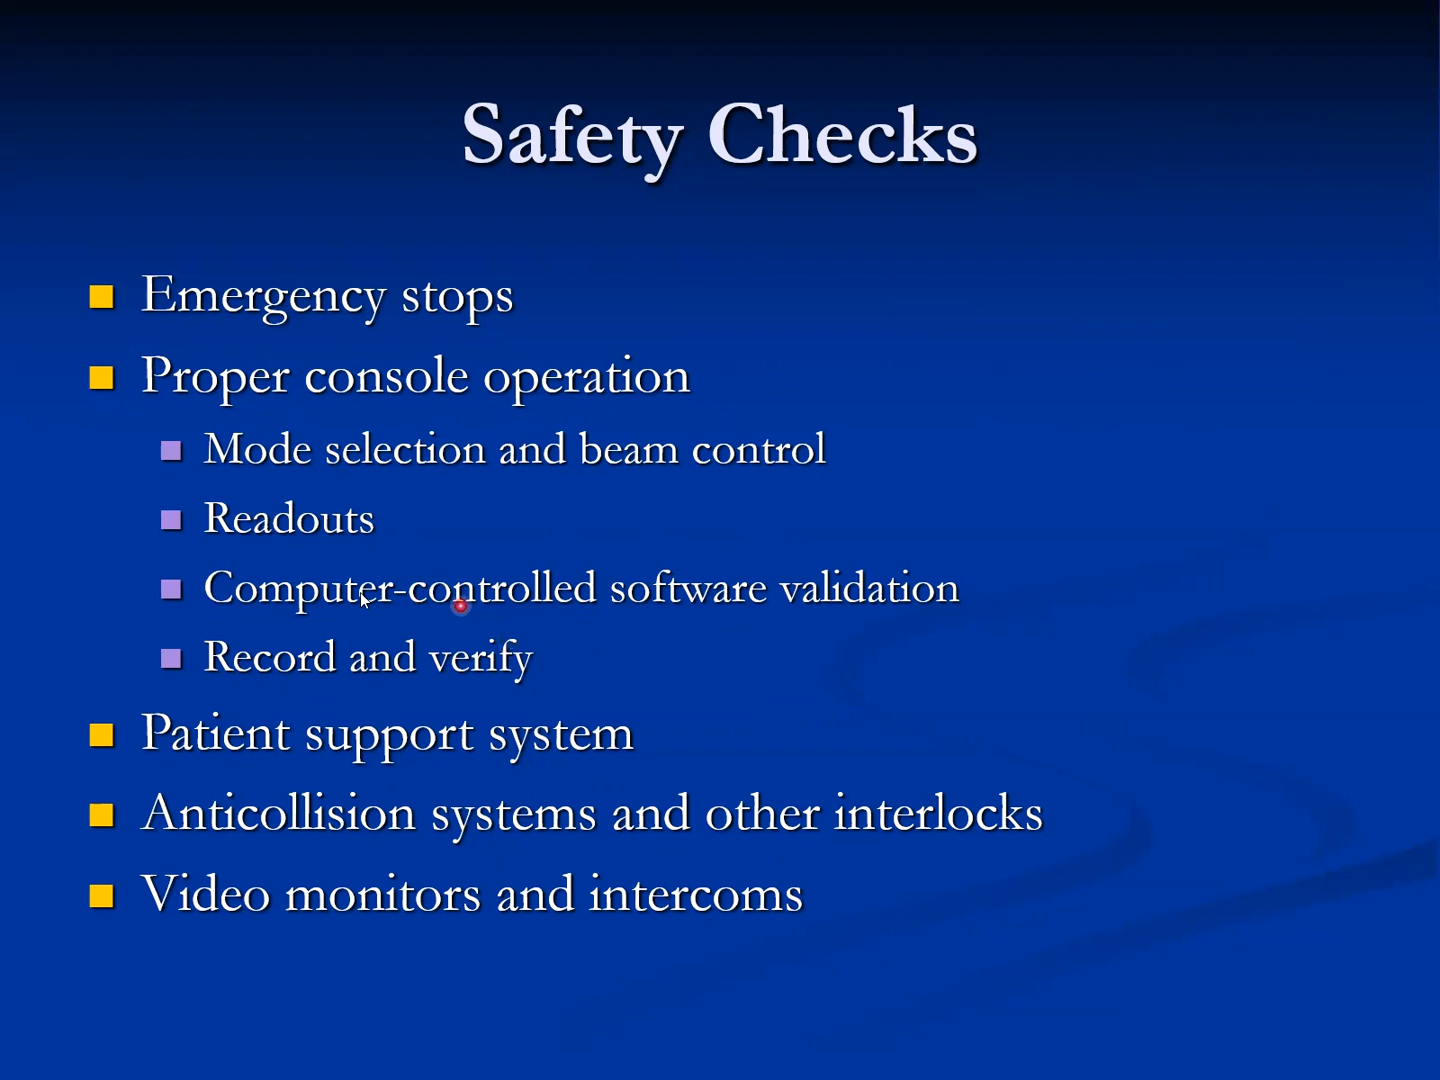 Safety Checks
Emergency stops
Proper console operation
Mode selection and beam control
Readouts
Computer-controlled software validation
Record and verify
Patient support system
Anticollision systems and other interlocks
Video monitors and intercoms